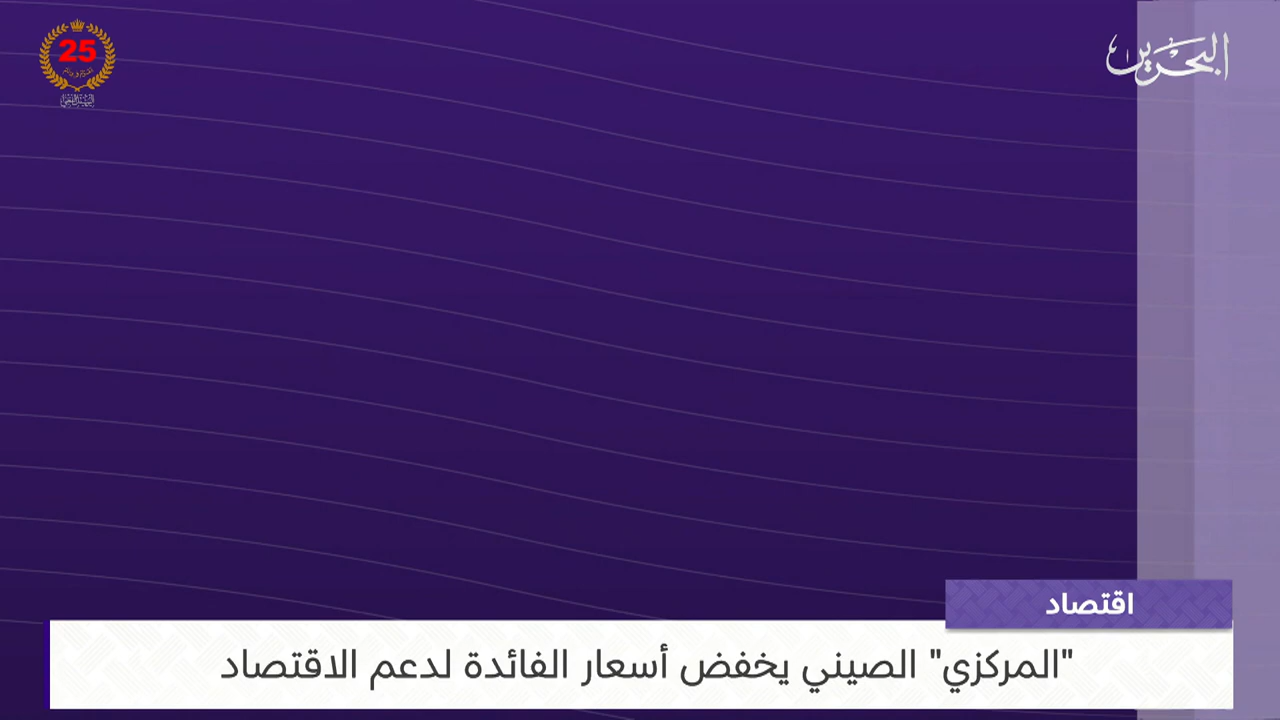 البحرين
25
اقتصاد
"المركزي" الصيني يخفض أسعار الفائدة لدعم الاقتصاد